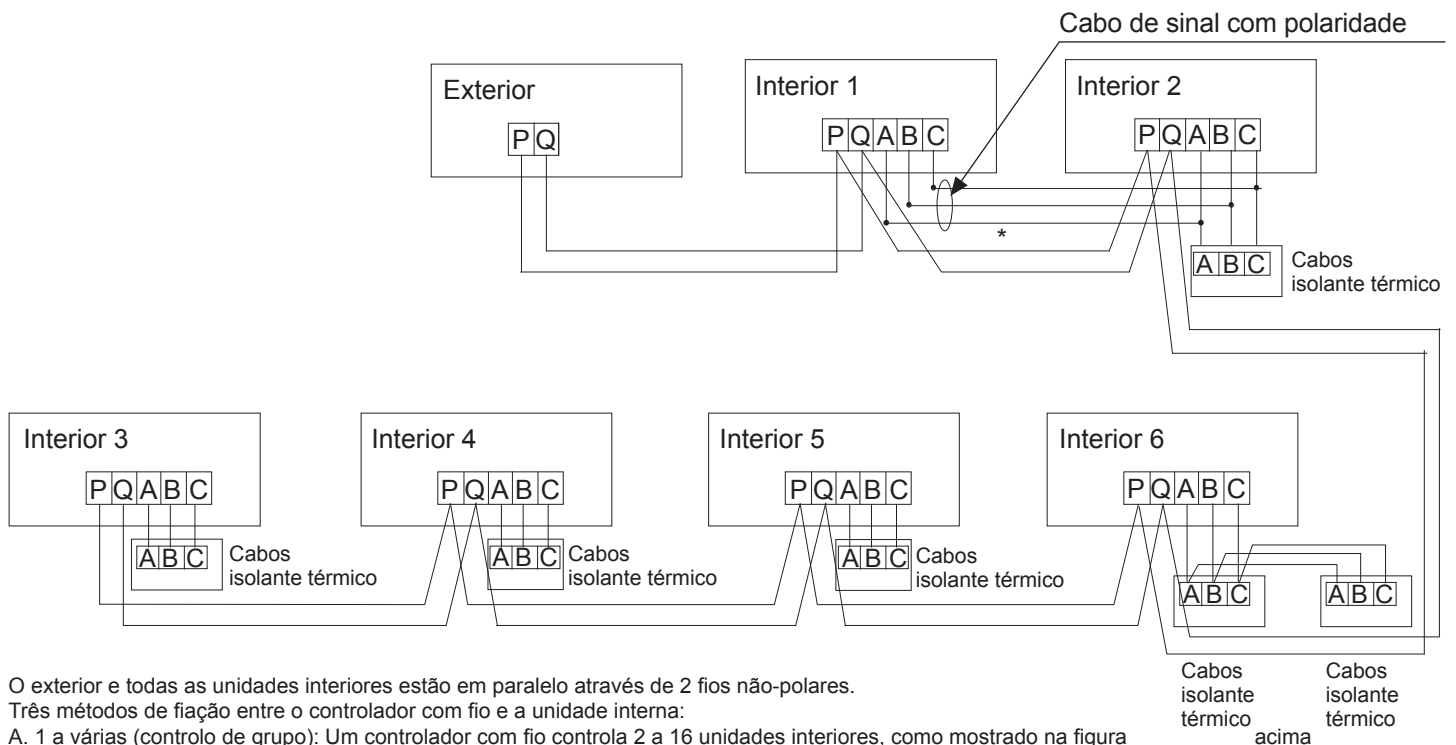 Cabo de sinal com polaridade
Exterior
P Q
Interior 1
P Q A B C
Interior 2
P Q A B C
*
A B C
Cabos
isolante térmico
Interior 3
P Q A B C
A B C
Cabos
isolante térmico
Interior 4
P Q A B C
A B C
Cabos
isolante térmico
Interior 5
P Q A B C
A B C
Cabos
isolante térmico
Interior 6
P Q A B C
A B C
A B C
Cabos
isolante
térmico
Cabos
isolante
térmico
O exterior e todas as unidades interiores estão em paralelo através de 2 fios não-polares.
Três métodos de fiação entre o controlador com fio e a unidade interna:
A. 1 a várias (controlo de grupo): Um controlador com fio controla 2 a 16 unidades interiores, como mostrado na figura acima